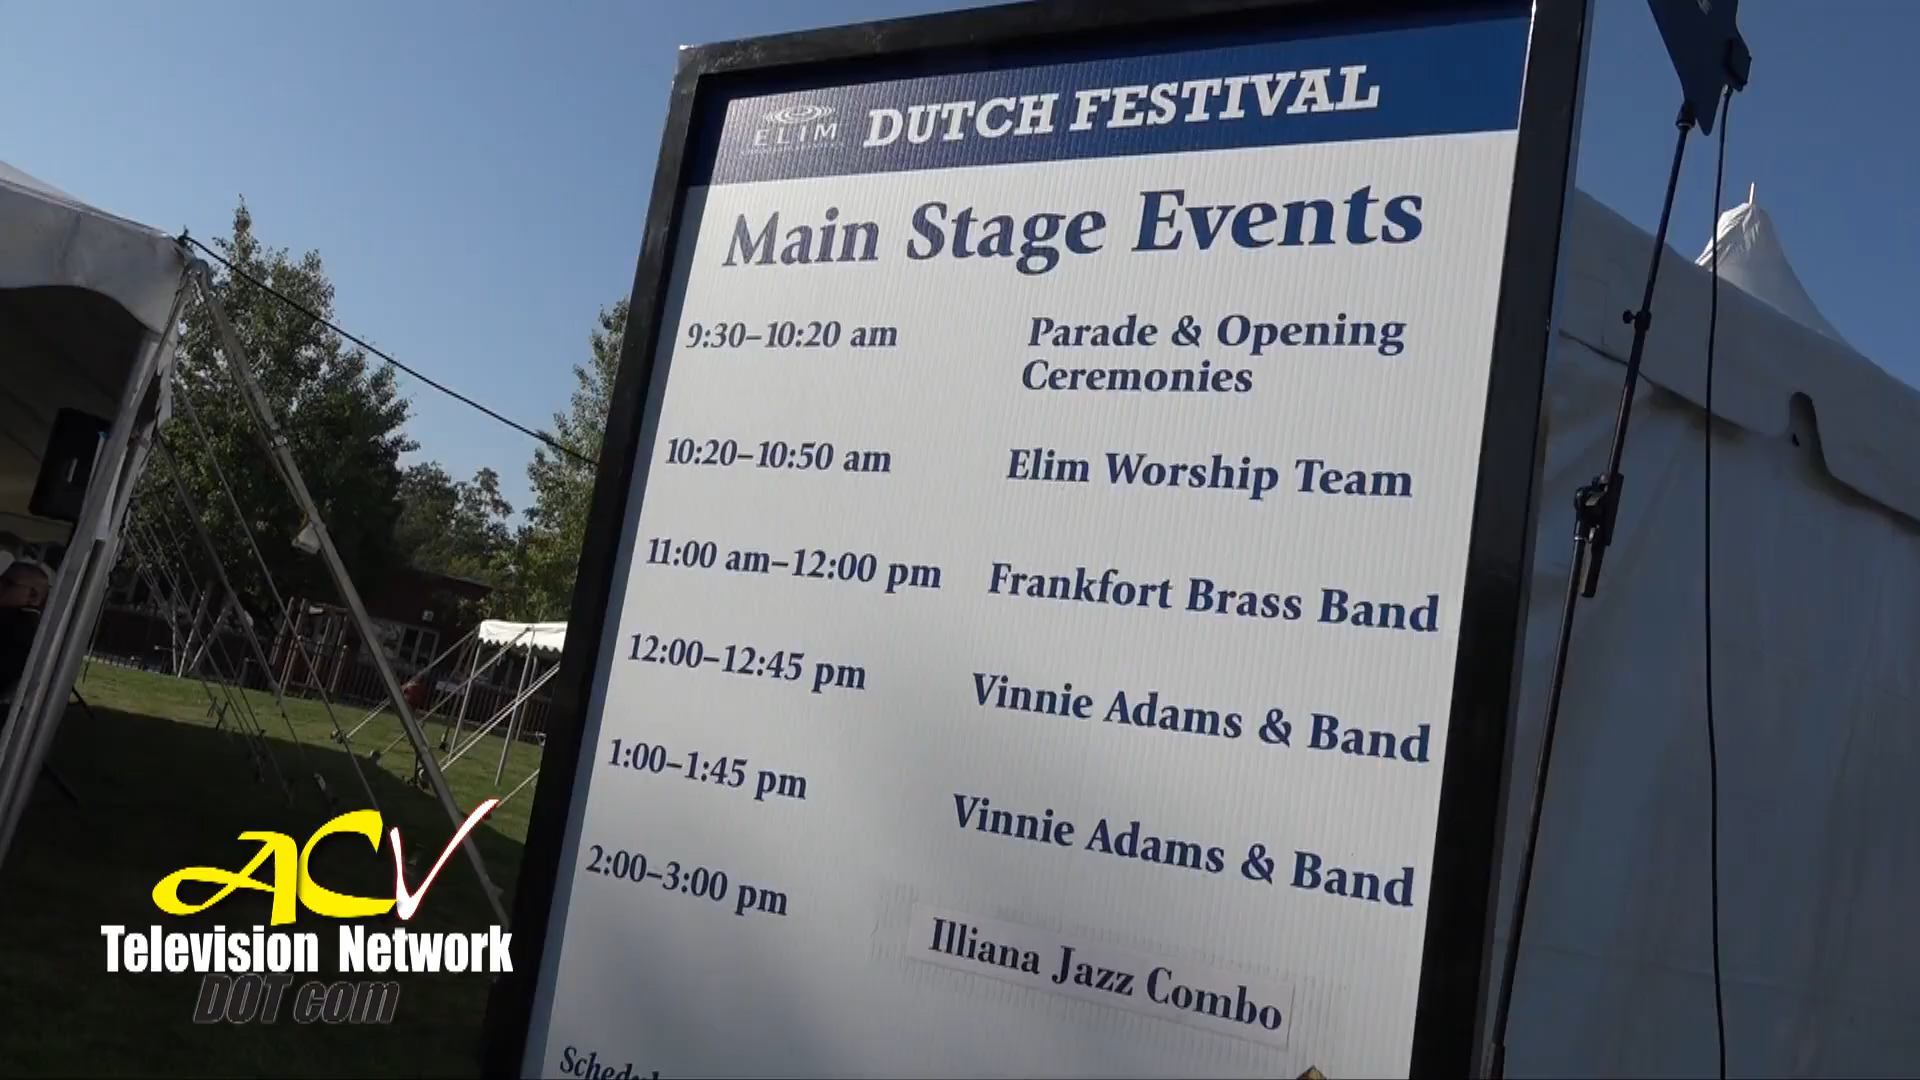 ELIM DUTCH FESTIVAL
Main Stage Events
9:30–10:20 am Parade & Opening
Ceremonies
10:20–10:50 am Elim Worship Team
11:00 am–12:00 pm Frankfort Brass Band
12:00–12:45 pm Vinnie Adams & Band
1:00–1:45 pm Vinnie Adams & Band
2:00–3:00 pm Illiana Jazz Combo
ACV
Television Network
DOT com